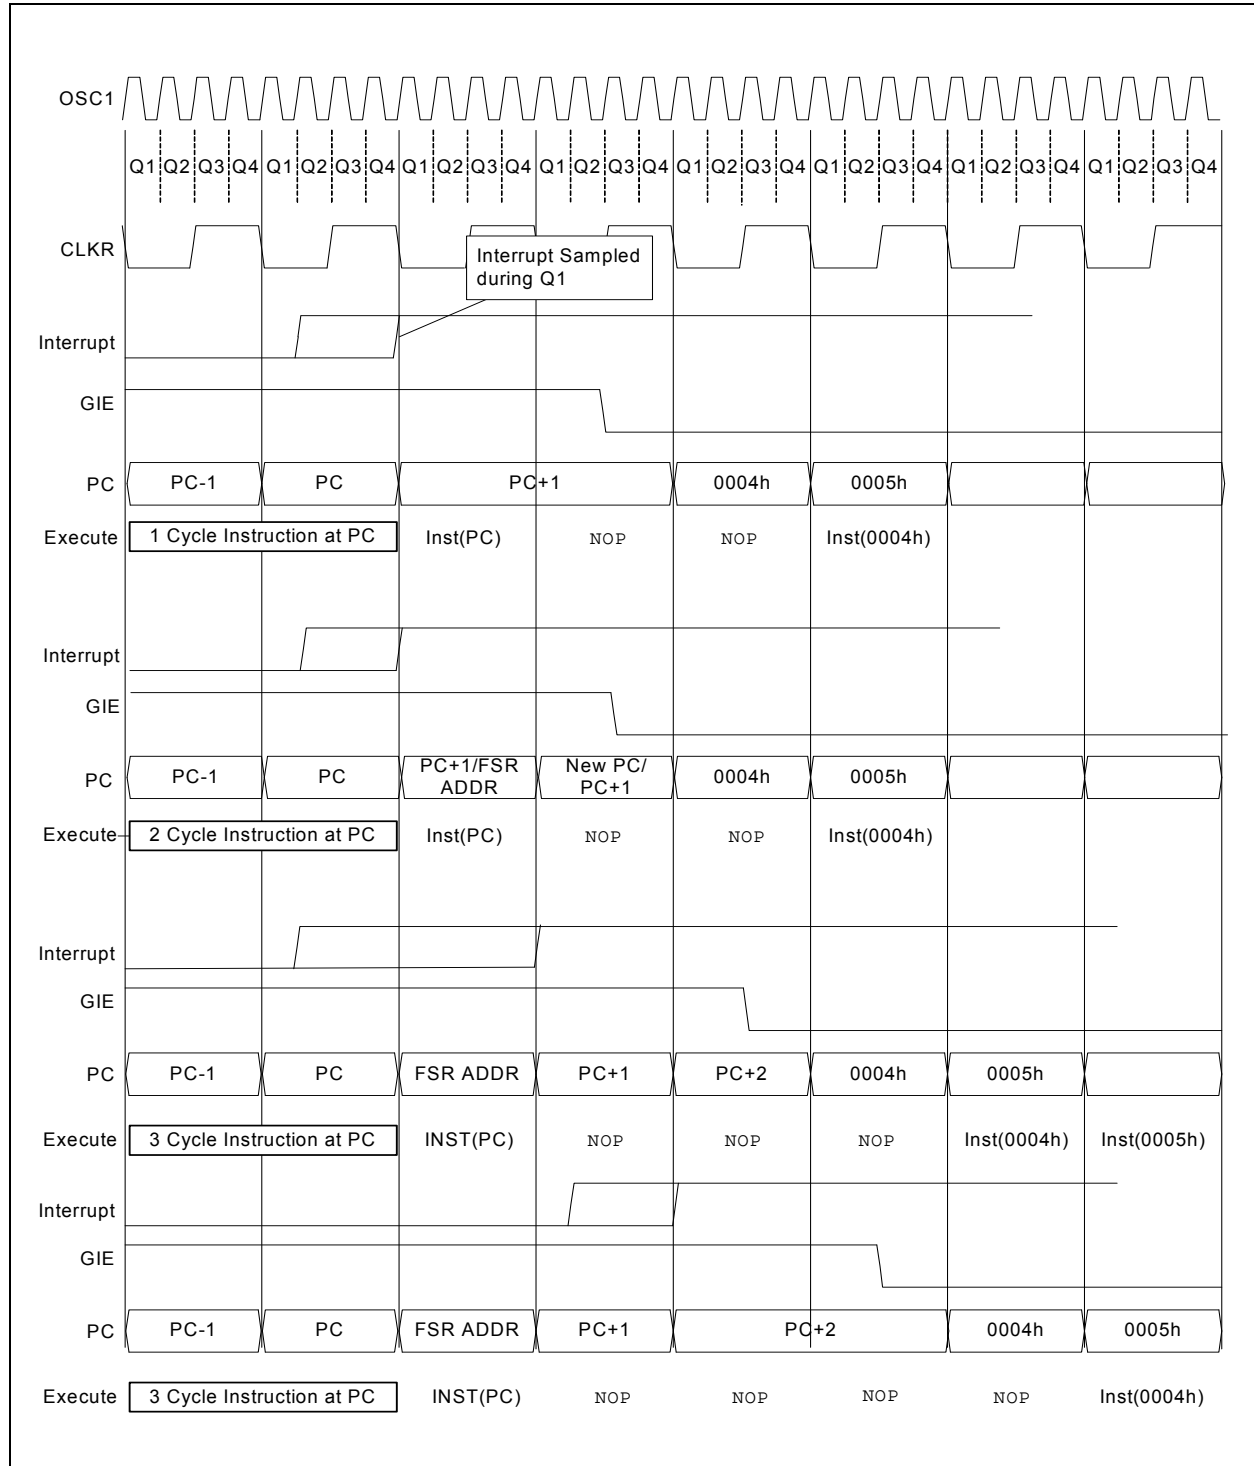 OSC1
Q1 Q2 Q3 Q4 Q1 Q2 Q3 Q4 Q1 Q2 Q3 Q4 Q1 Q2 Q3 Q4 Q1 Q2 Q3 Q4 Q1 Q2 Q3 Q4 Q1 Q2 Q3 Q4 Q1 Q2 Q3 Q4
CLKR
Interrupt Sampled
during Q1
Interrupt
GIE
PC PC-1 PC PC+1 0004h 0005h
Execute 1 Cycle Instruction at PC Inst(PC) NOP NOP Inst(0004h)
Interrupt
GIE
PC PC-1 PC PC+1/FSR ADDR New PC/ PC+1 0004h 0005h
Execute 2 Cycle Instruction at PC Inst(PC) NOP NOP Inst(0004h)
Interrupt
GIE
PC PC-1 PC FSR ADDR PC+1 PC+2 0004h 0005h
Execute 3 Cycle Instruction at PC INST(PC) NOP NOP NOP Inst(0004h) Inst(0005h)
Interrupt
GIE
PC PC-1 PC FSR ADDR PC+1 PC+2 0004h 0005h
Execute 3 Cycle Instruction at PC INST(PC) NOP NOP NOP NOP Inst(0004h)